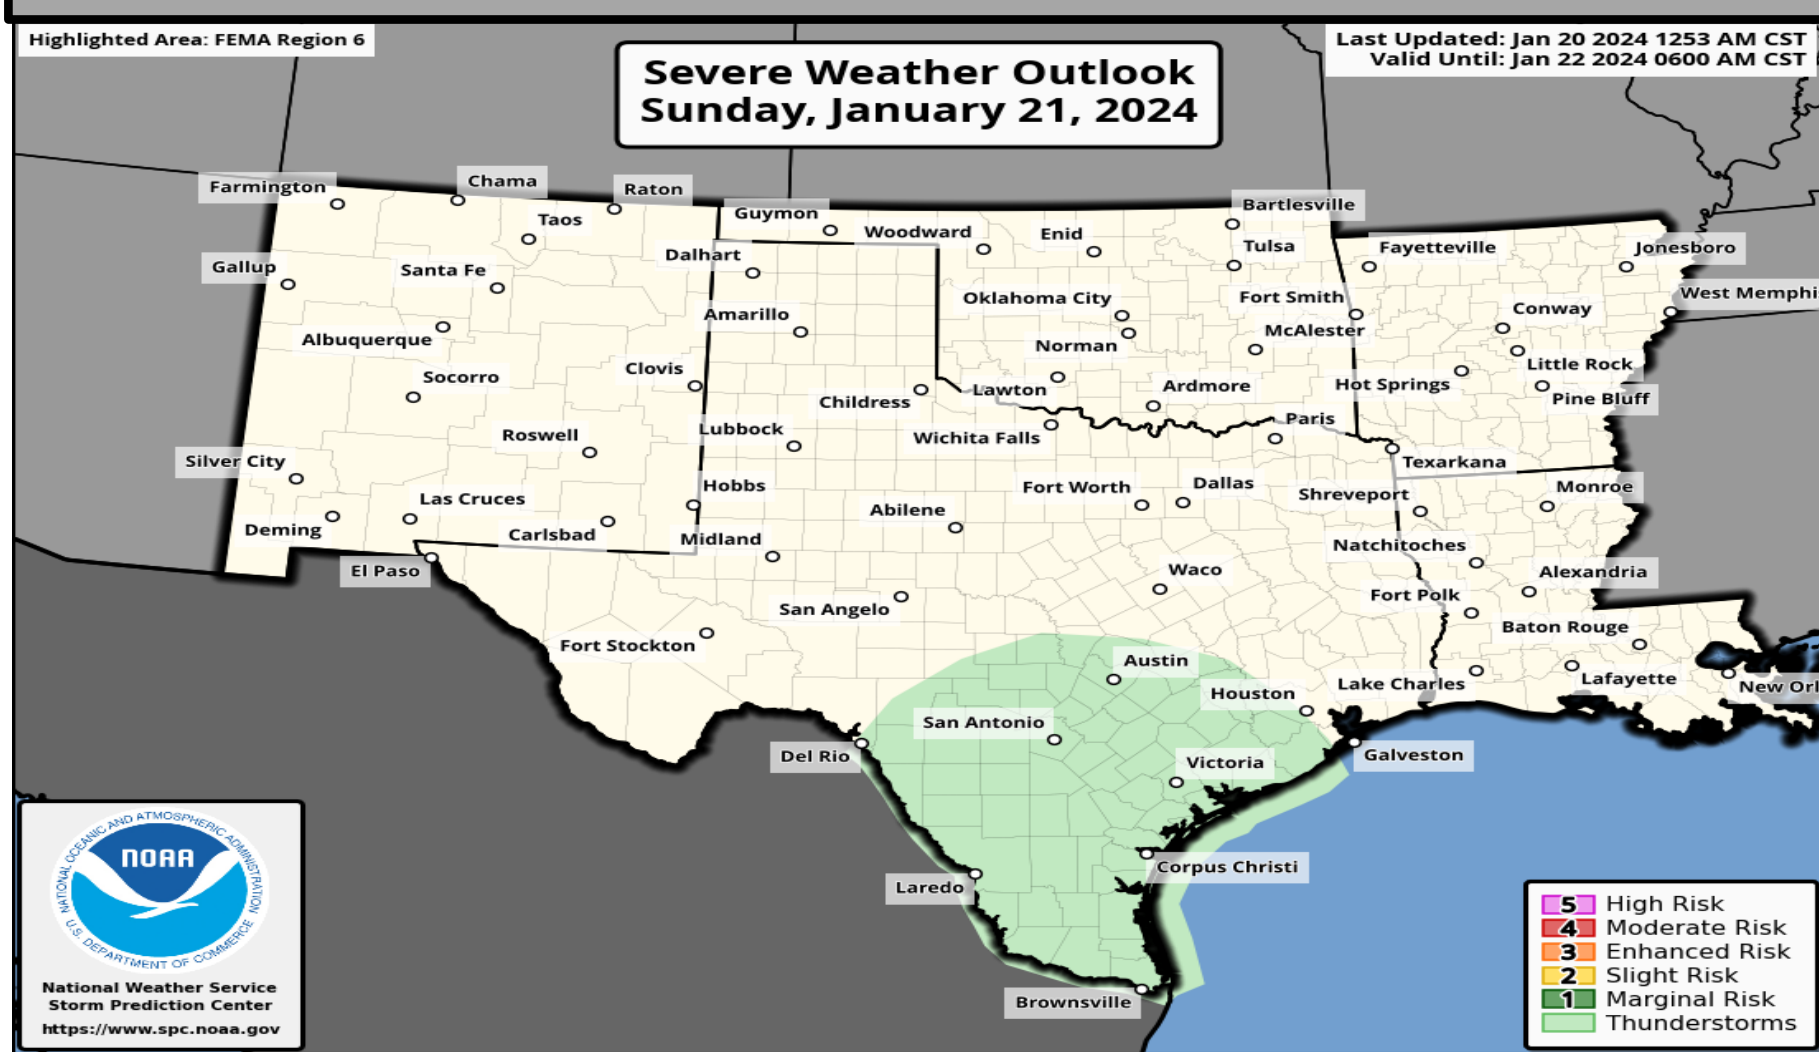 Highlighted Area: FEMA Region 6
Last Updated: Jan 20 2024 1253 AM CST
Valid Until: Jan 22 2024 0600 AM CST
Severe Weather Outlook
Sunday, January 21, 2024
Farmington
Chama
Raton
Taos
Guymon
Woodward
Enid
Bartlesville
Tulsa
Fayetteville
Jonesboro
Gallup
Santa Fe
Dalhart
Oklahoma City
Fort Smith
Conway
West Memphi
Albuquerque
Amarillo
Norman
McAlester
Little Rock
Socorro
Clovis
Childress
Lawton
Ardmore
Hot Springs
Pine Bluff
Roswell
Lubbock
Wichita Falls
Paris
Silver City
Texarkana
Las Cruces
Hobbs
Fort Worth
Dallas
Shreveport
Monroe
Deming
Carlsbad
Midland
Abilene
Natchitoches
El Paso
Waco
Alexandria
San Angelo
Fort Polk
Fort Stockton
Baton Rouge
Austin
Houston
Lake Charles
Lafayette
New Orl
San Antonio
Del Rio
Victoria
Galveston
Laredo
Corpus Christi
Brownsville
NATIONAL OCEANIC AND ATMOSPHERIC ADMINISTRATION
NOAA
U.S. DEPARTMENT OF COMMERCE
National Weather Service
Storm Prediction Center
https://www.spc.noaa.gov
5 High Risk
4 Moderate Risk
3 Enhanced Risk
2 Slight Risk
1 Marginal Risk
Thunderstorms